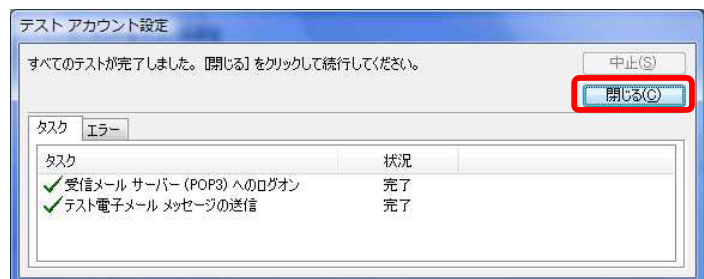 テスト アカウント設定
すべてのテストが完了しました。[閉じる] をクリックして続行してください。
中止(S)
閉じる(C)
タスク エラー
タスク 状況
受信メール サーバー (POP3) へのログオン 完了
テスト電子メール メッセージの送信 完了